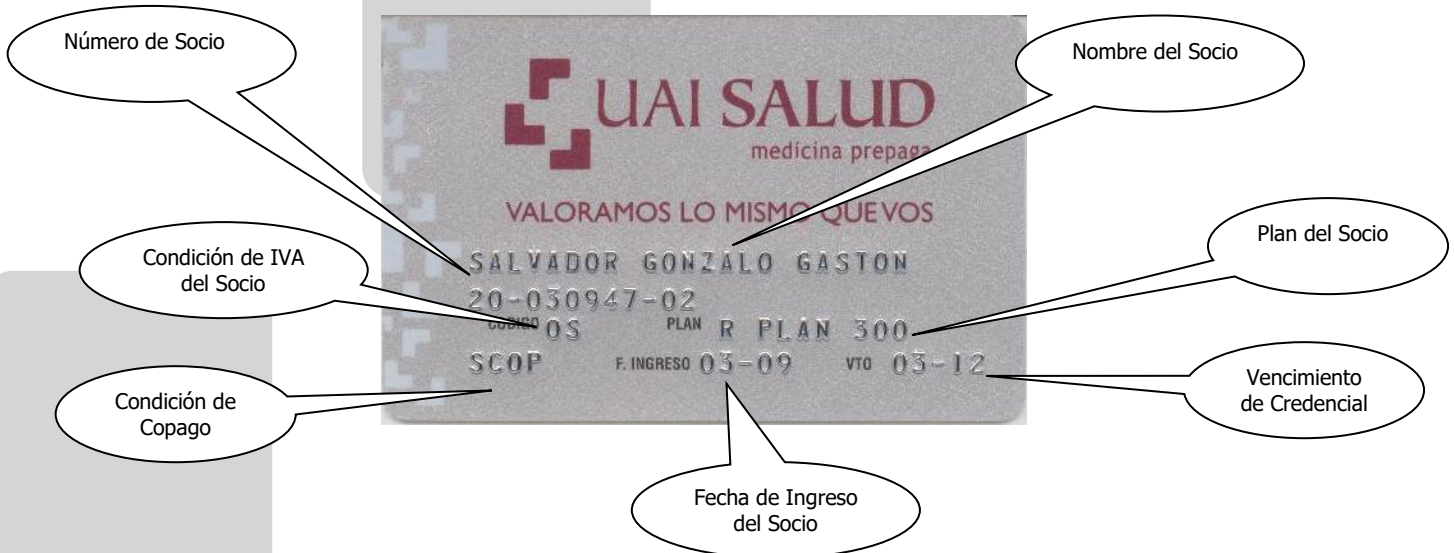 Número de Socio
Nombre del Socio
UAI SALUD
medicina prepaga
VALORAMOS LO MISMO QUE VOS
Condición de IVA
del Socio
Plan del Socio
SALVADOR GONZALO GASTON
20-030947-02
CODIGO OS PLAN R PLAN 300
SCOP F. INGRESO 03-09 VTO 03-12
Condición de
Copago
Vencimiento
de Credencial
Fecha de Ingreso
del Socio